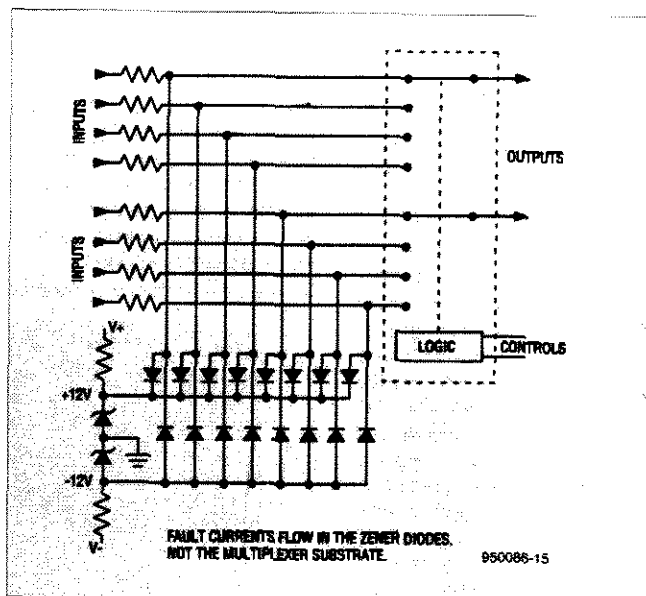 INPUTS
OUTPUTS
INPUTS
V+
LOGIC
CONTROLS
+12V
-12V
V-
FAULT CURRENTS FLOW IN THE ZENER DIODES,
NOT THE MULTIPLEXER SUBSTRATE.
950086-15